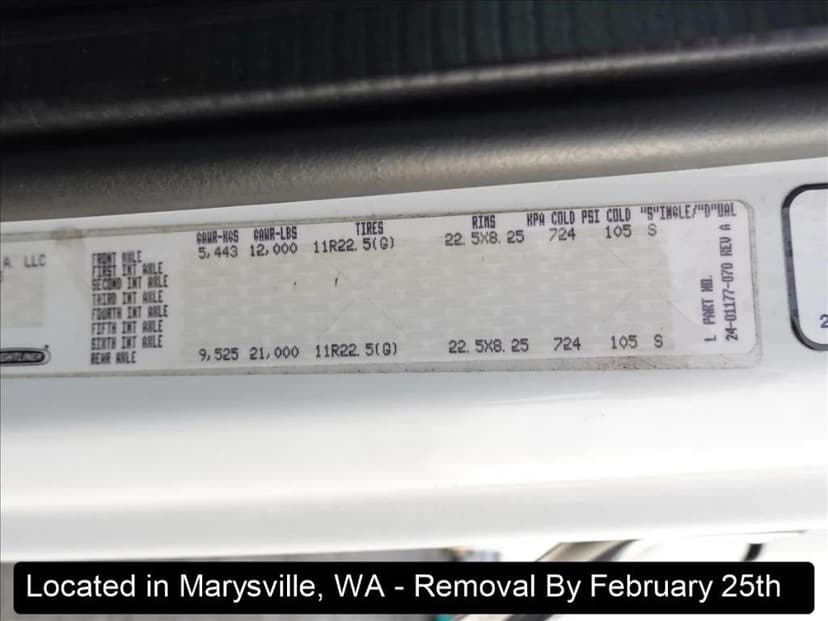 GAWR-KGS GAWR-LBS TIRES RIMS KPA COLD PSI COLD "S"INGLE/"D"UAL
FRONT AXLE 5,443 12,000 11R22.5(G) 22.5X8.25 724 105 S
FIRST INT AXLE
SECOND INT AXLE
THIRD INT AXLE
FOURTH INT AXLE
FIFTH INT AXLE
SIXTH INT AXLE
REAR AXLE 9,525 21,000 11R22.5(G) 22.5X8.25 724 105 S
A. LLC
L PART NO.
24-01177-070 REV A
2
Located in Marysville, WA - Removal By February 25th